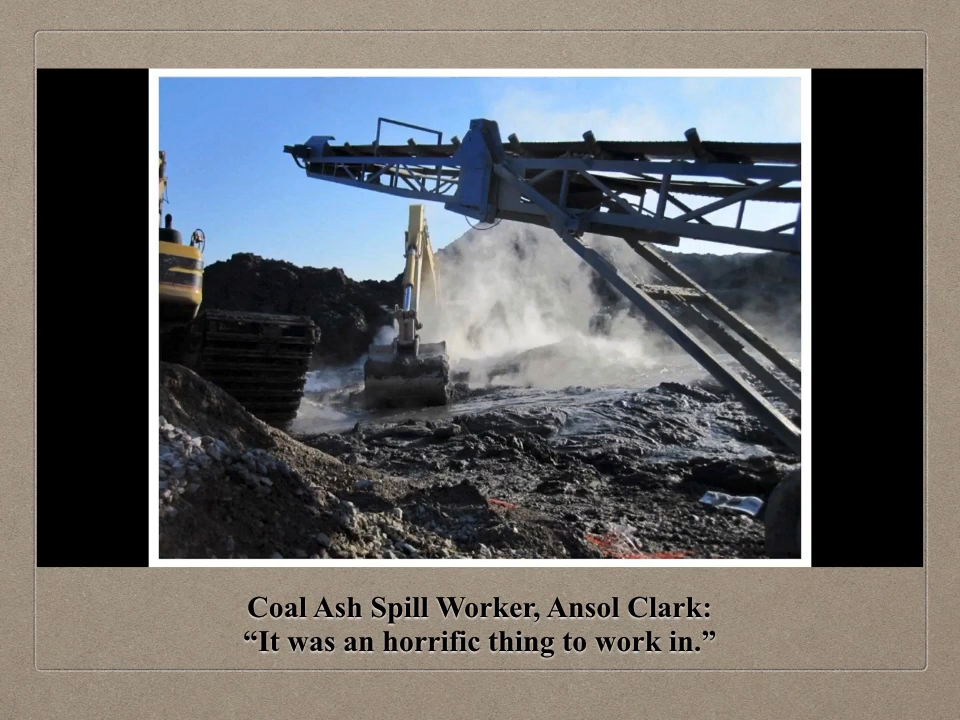 Coal Ash Spill Worker, Ansol Clark:
“It was an horrific thing to work in.”